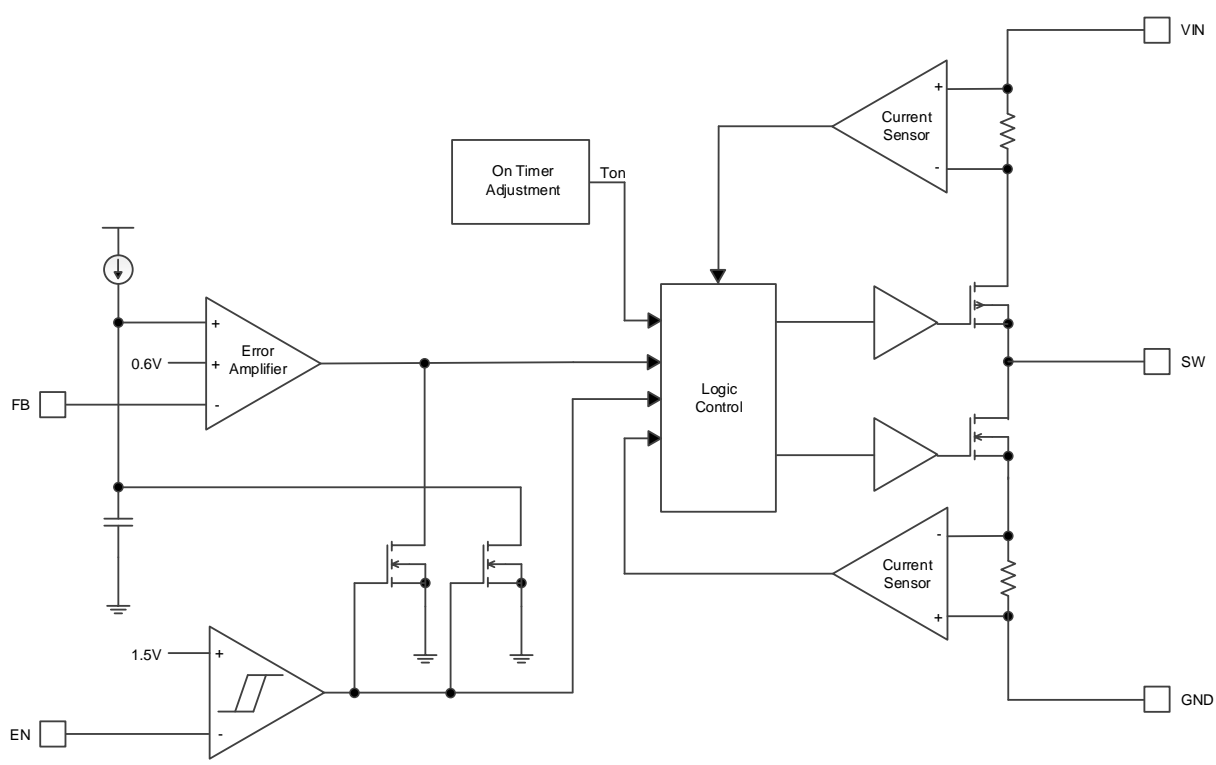 VIN
+
Current
Sensor
-
On Timer
Adjustment
Ton
+
Error
Amplifier
0.6V
+
-
FB
Logic
Control
SW
-
Current
Sensor
+
1.5V
+
-
EN
GND